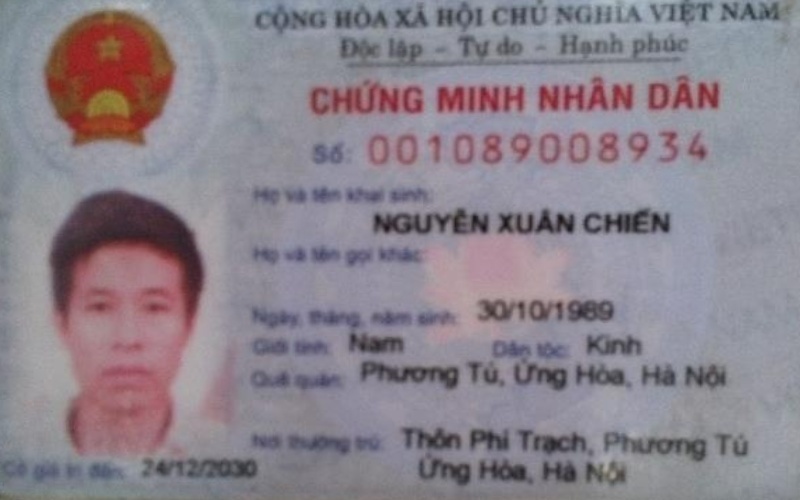 CỘNG HÒA XÃ HỘI CHỦ NGHĨA VIỆT NAM
Độc lập - Tự do - Hạnh phúc
CHỨNG MINH NHÂN DÂN
Số: 001089008934
Họ và tên khai sinh:
NGUYỄN XUÂN CHIẾN
Họ và tên gọi khác:
Ngày, tháng, năm sinh: 30/10/1989
Giới tính: Nam Dân tộc: Kinh
Quê quán: Phương Tú, Ứng Hòa, Hà Nội
Nơi thường trú: Thôn Phí Trạch, Phương Tú
Ứng Hòa, Hà Nội
Có giá trị đến: 24/12/2030